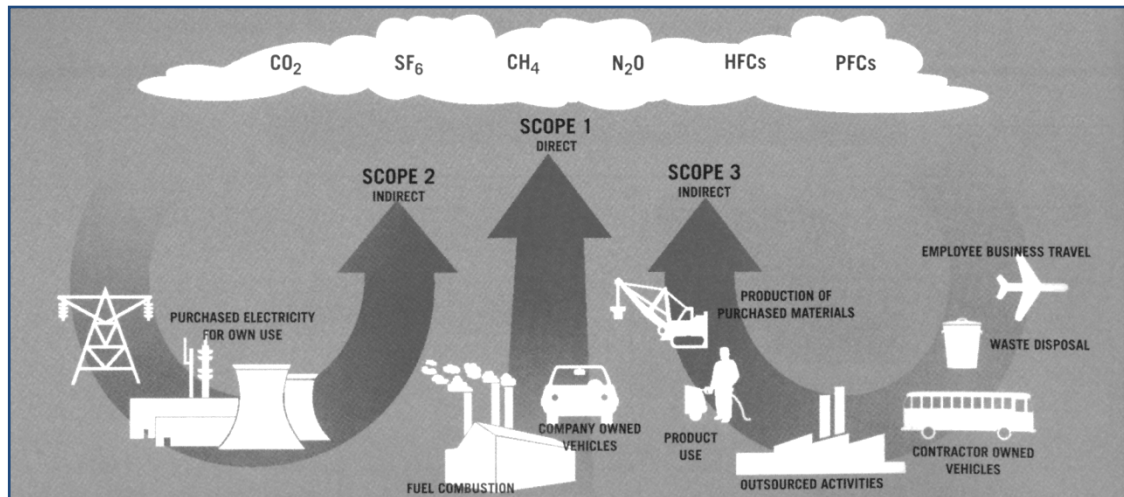 CO₂ SF₆ CH₄ N₂O HFCs PFCs
SCOPE 1
DIRECT
SCOPE 2
INDIRECT
SCOPE 3
INDIRECT
PURCHASED ELECTRICITY
FOR OWN USE
FUEL COMBUSTION
COMPANY OWNED
VEHICLES
PRODUCTION OF
PURCHASED MATERIALS
PRODUCT
USE
OUTSOURCED ACTIVITIES
EMPLOYEE BUSINESS TRAVEL
WASTE DISPOSAL
CONTRACTOR OWNED
VEHICLES